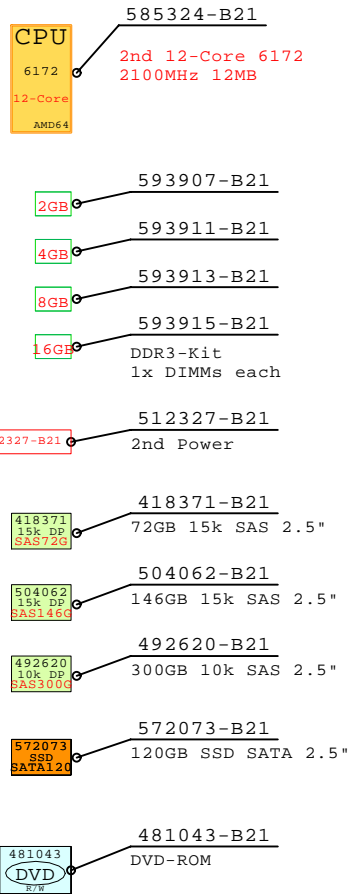 585324-B21
CPU
6172
12-Core
AMD64
2nd 12-Core 6172
2100MHz 12MB
593907-B21
2GB
593911-B21
4GB
593913-B21
8GB
593915-B21
16GB
DDR3-Kit
1x DIMMs each
512327-B21
2327-B21
2nd Power
418371-B21
418371
15k DP
SAS72G
72GB 15k SAS 2.5"
504062-B21
504062
15k DP
SAS146G
146GB 15k SAS 2.5"
492620-B21
492620
10k DP
SAS300G
300GB 10k SAS 2.5"
572073-B21
572073
SSD
SATA120
120GB SSD SATA 2.5"
481043-B21
481043
DVD
R/W
DVD-ROM